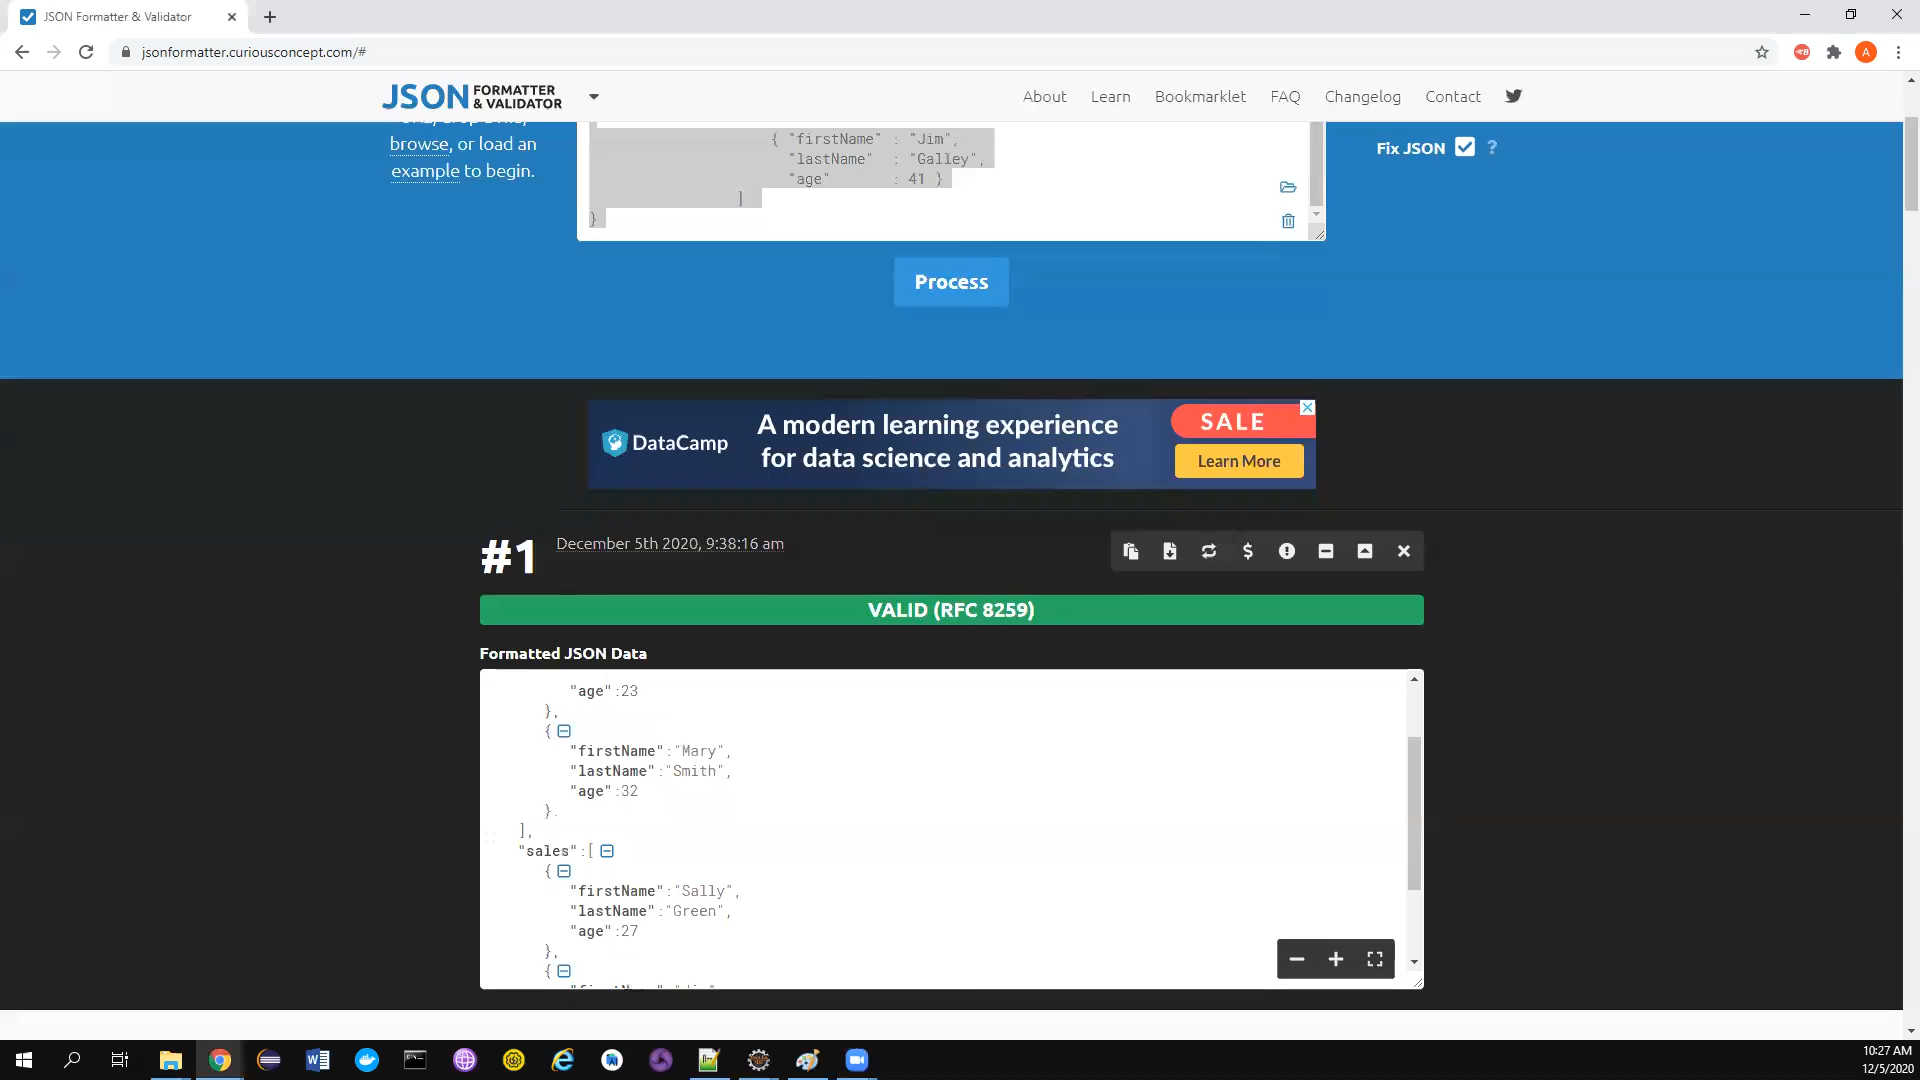 JSON Formatter & Validator
jsonformatter.curiousconcept.com/#
A
JSON FORMATTER & VALIDATOR
About
Learn
Bookmarklet
FAQ
Changelog
Contact
browse, or load an
example to begin.
{ "firstName" : "Jim",
"lastName" : "Galley",
"age" : 41 }
]
}
Fix JSON ?
Process
DataCamp
A modern learning experience
for data science and analytics
SALE
Learn More
#1
December 5th 2020, 9:38:16 am
$
VALID (RFC 8259)
Formatted JSON Data
"age":23
},
{
"firstName":"Mary",
"lastName":"Smith",
"age":32
}
],
"sales":[
{
"firstName":"Sally",
"lastName":"Green",
"age":27
},
{
10:27 AM
12/5/2020